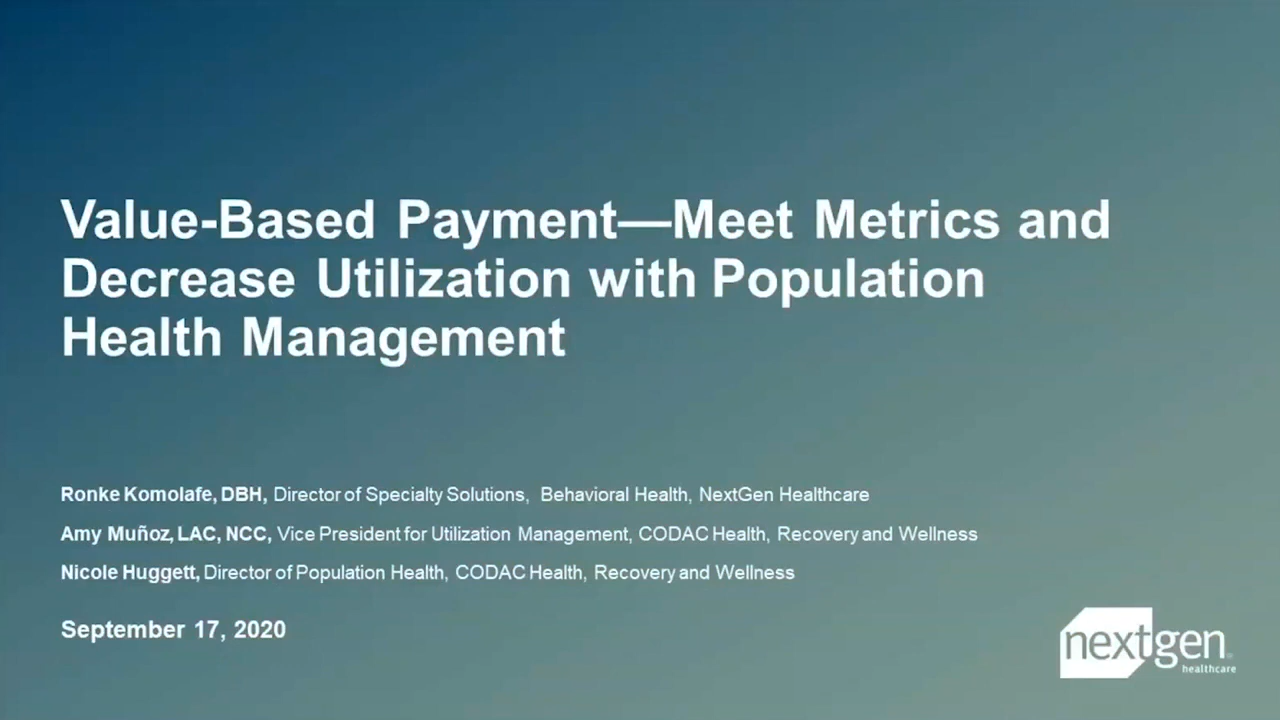 Value-Based Payment—Meet Metrics and
Decrease Utilization with Population
Health Management
Ronke Komolafe, DBH, Director of Specialty Solutions, Behavioral Health, NextGen Healthcare
Amy Muñoz, LAC, NCC, Vice President for Utilization Management, CODAC Health, Recovery and Wellness
Nicole Huggett, Director of Population Health, CODAC Health, Recovery and Wellness
September 17, 2020
nextgen
healthcare